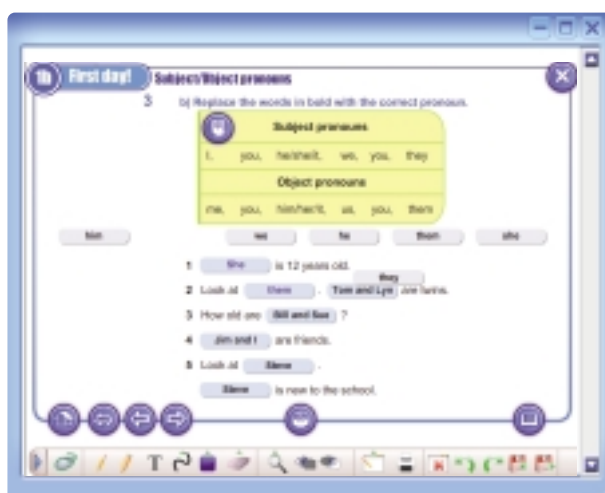 1b First day! Subject/Object pronouns
3 b) Replace the words in bold with the correct pronoun.
Subject pronouns
I, you, he/she/it, we, you, they
Object pronouns
me, you, him/her/it, us, you, them
him we he them she
1 She is 12 years old.
they
2 Look at them . Tom and Lyn are twins.
3 How old are Bill and Sue ?
4 Jim and I are friends.
5 Look at Steve .
Steve is new to the school.